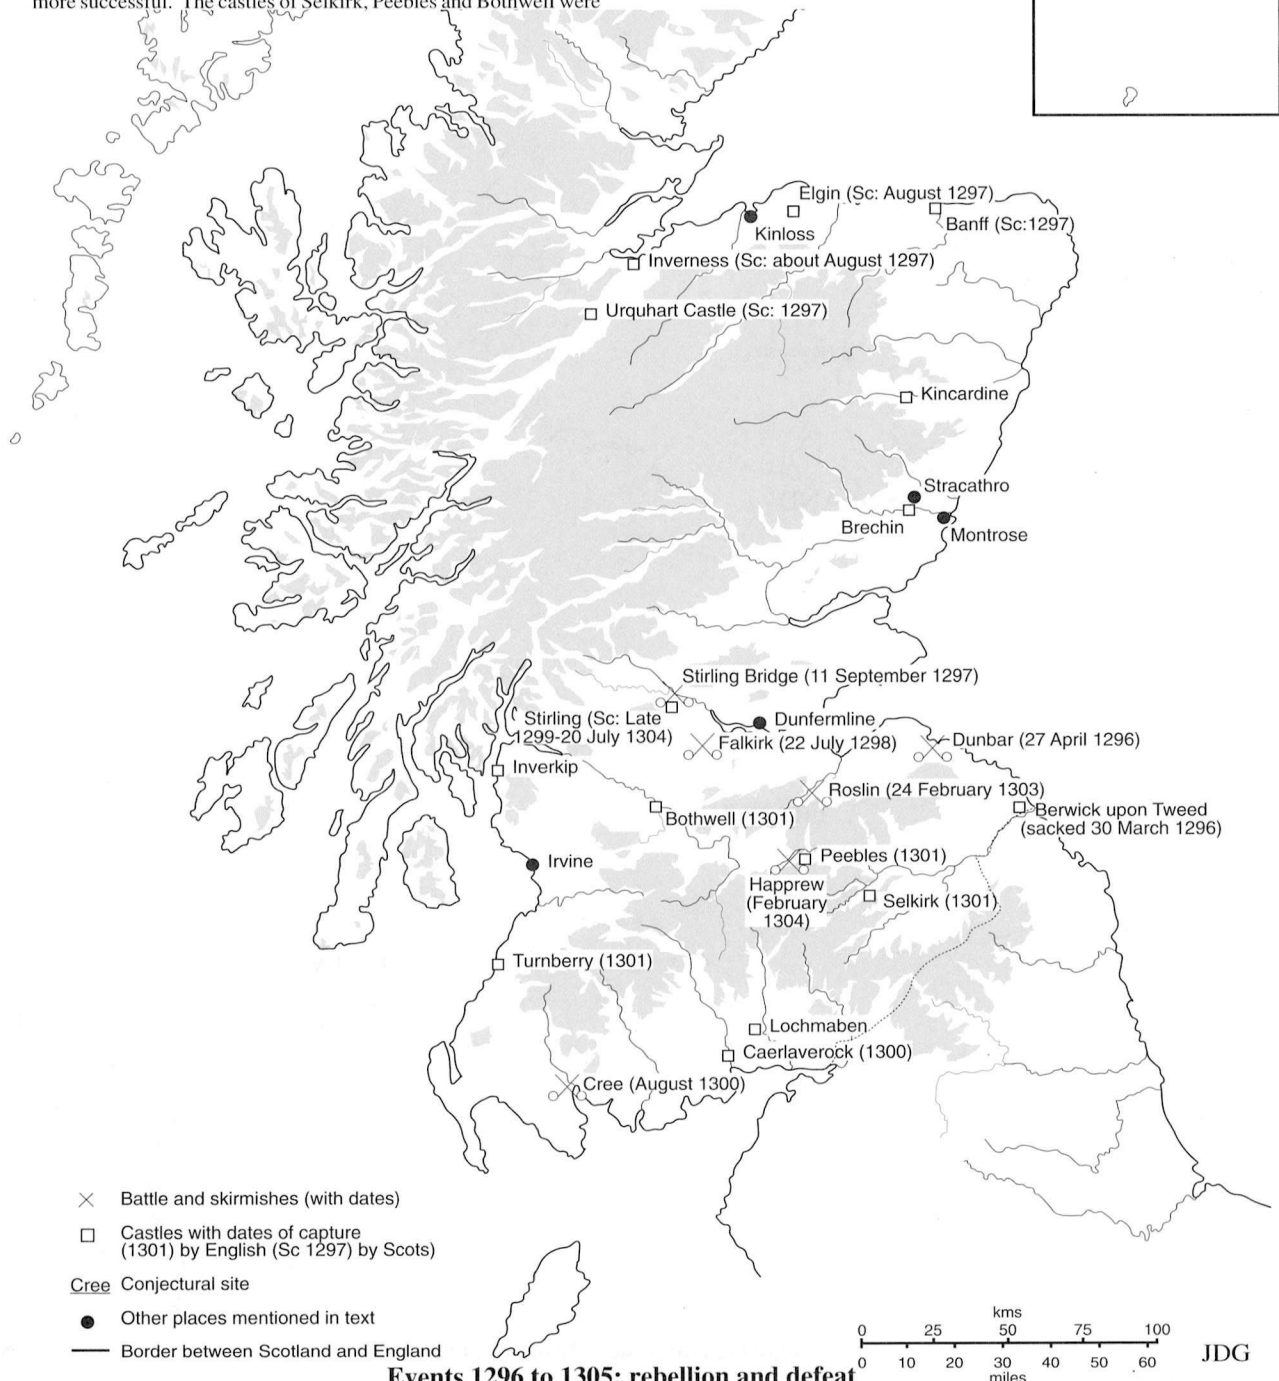 more successful. The castles of Selkirk, Peebles and Bothwell were
Elgin (Sc: August 1297)
Banff (Sc:1297)
Kinloss
Inverness (Sc: about August 1297)
Urquhart Castle (Sc: 1297)
Kincardine
Stracathro
Brechin
Montrose
Stirling Bridge (11 September 1297)
Stirling (Sc: Late
1299-20 July 1304)
Dunfermline
Falkirk (22 July 1298)
Dunbar (27 April 1296)
Inverkip
Roslin (24 February 1303)
Bothwell (1301)
Berwick upon Tweed
(sacked 30 March 1296)
Irvine
Peebles (1301)
Happrew
(February
1304)
Selkirk (1301)
Turnberry (1301)
Lochmaben
Caerlaverock (1300)
Cree (August 1300)
Battle and skirmishes (with dates)
Castles with dates of capture
(1301) by English (Sc 1297) by Scots)
Cree Conjectural site
Other places mentioned in text
Border between Scotland and England
kms
0 25 50 75 100
0 10 20 30 40 50 60
miles
JDG
Events 1296 to 1305: rebellion and defeat